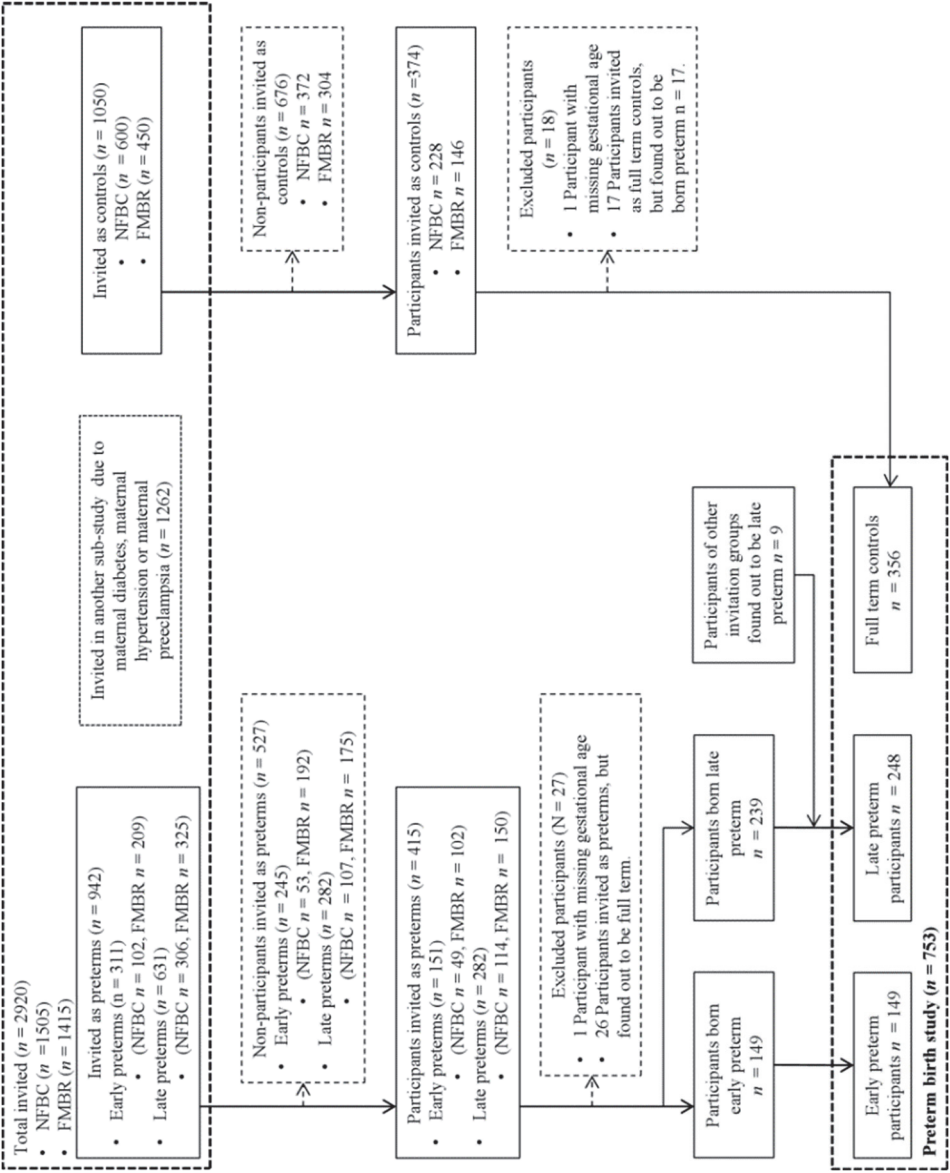 Total invited (n = 2920)
• NFBC (n =1505)
• FMBR (n = 1415)
Invited as preterms (n = 942)
• Early preterms (n = 311)
• (NFBC n = 102, FMBR n = 209)
• Late preterms (n = 631)
• (NFBC n = 306, FMBR n = 325)
Invited in another sub-study due to
maternal diabetes, maternal
hypertension or maternal
preeclampsia (n = 1262)
Invited as controls (n = 1050)
• NFBC (n = 600)
• FMBR (n = 450)
Non-participants invited as preterms (n = 527)
• Early preterms (n = 245)
• (NFBC n = 53, FMBR n = 192)
• Late preterms (n = 282)
• (NFBC n = 107, FMBR n = 175)
Non-participants invited as
controls (n = 676)
• NFBC n = 372
• FMBR n = 304
Participants invited as preterms (n = 415)
• Early preterms (n = 151)
• (NFBC n = 49, FMBR n = 102)
• Late preterms (n = 282)
• (NFBC n = 114, FMBR n = 150)
Participants invited as controls (n =374)
• NFBC n = 228
• FMBR n = 146
Excluded participants (N = 27)
• 1 Participant with missing gestational age
• 26 Participants invited as preterms, but
found out to be full term.
Excluded participants
(n = 18)
• 1 Participant with
missing gestational age
• 17 Participants invited
as full term controls,
but found out to be
born preterm n = 17.
Participants born
early preterm
n = 149
Participants born late
preterm
n = 239
Participants of other
invitation groups
found out to be late
preterm n = 9
Early preterm
participants n = 149
Late preterm
participants n = 248
Full term controls
n = 356
Preterm birth study (n = 753)